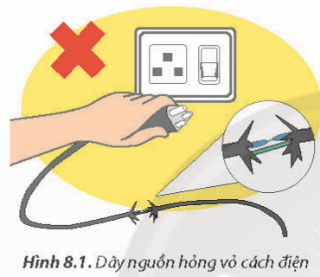 Hình 8.1. Dây nguồn hỏng vỏ cách điện